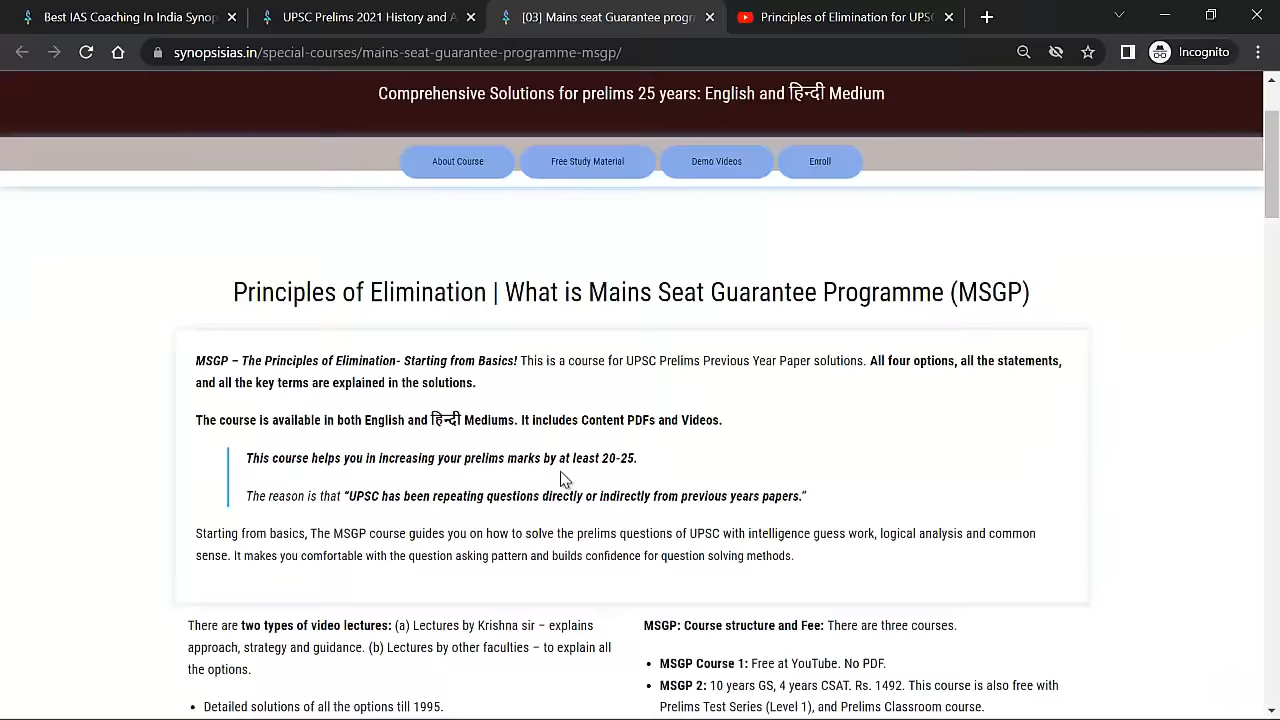 Best IAS Coaching In India Synop
UPSC Prelims 2021 History and A
[03] Mains seat Guarantee progr
Principles of Elimination for UPSC
synopsisias.in/special-courses/mains-seat-guarantee-programme-msgp/
Incognito
Comprehensive Solutions for prelims 25 years: English and हिन्दी Medium
About Course
Free Study Material
Demo Videos
Enroll
Principles of Elimination | What is Mains Seat Guarantee Programme (MSGP)
MSGP – The Principles of Elimination- Starting from Basics! This is a course for UPSC Prelims Previous Year Paper solutions. All four options, all the statements,
and all the key terms are explained in the solutions.
The course is available in both English and हिन्दी Mediums. It includes Content PDFs and Videos.
This course helps you in increasing your prelims marks by at least 20-25.
The reason is that “UPSC has been repeating questions directly or indirectly from previous years papers.”
Starting from basics, The MSGP course guides you on how to solve the prelims questions of UPSC with intelligence guess work, logical analysis and common
sense. It makes you comfortable with the question asking pattern and builds confidence for question solving methods.
There are two types of video lectures: (a) Lectures by Krishna sir – explains
approach, strategy and guidance. (b) Lectures by other faculties – to explain all
the options.
• Detailed solutions of all the options till 1995.
MSGP: Course structure and Fee: There are three courses.
• MSGP Course 1: Free at YouTube. No PDF.
• MSGP 2: 10 years GS, 4 years CSAT. Rs. 1492. This course is also free with
Prelims Test Series (Level 1), and Prelims Classroom course.